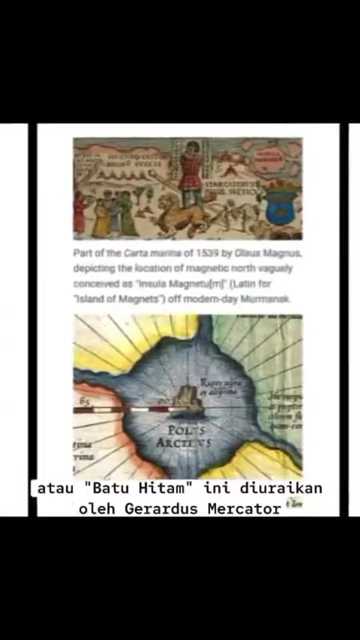 Part of the Carta marina of 1539 by Olaus Magnus,
depicting the location of magnetic north vaguely
conceived as "Insula Magnetu[m]" (Latin for
"Island of Magnets") off modern-day Murmansk.
POLVS
ARCTICVS
atau "Batu Hitam" ini diuraikan
oleh Gerardus Mercator